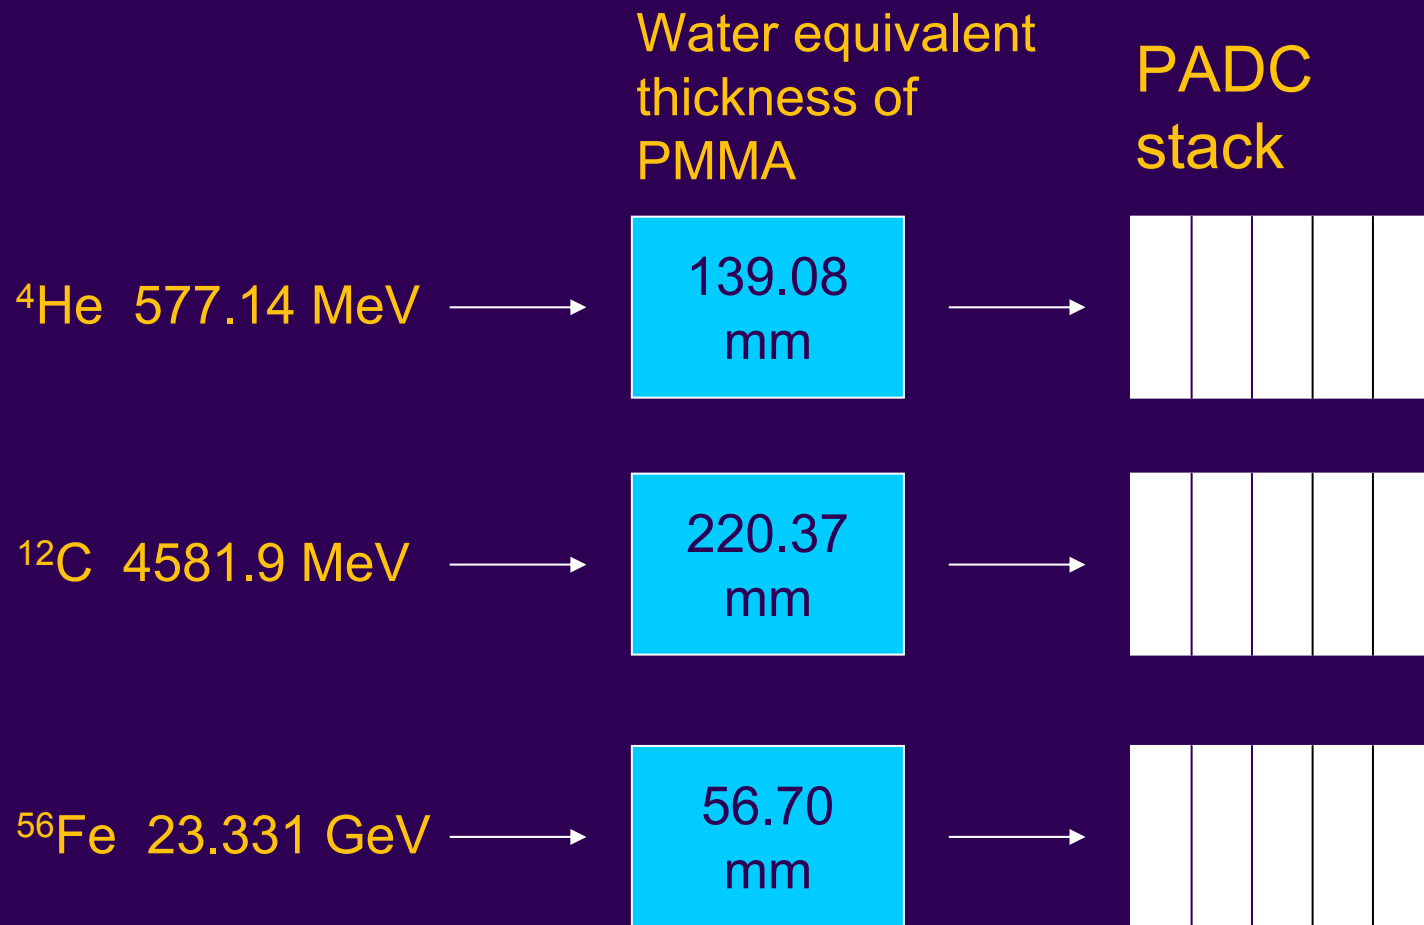 Water equivalent
thickness of
PMMA
PADC
stack
⁴He 577.14 MeV
139.08
mm
¹²C 4581.9 MeV
220.37
mm
⁵⁶Fe 23.331 GeV
56.70
mm